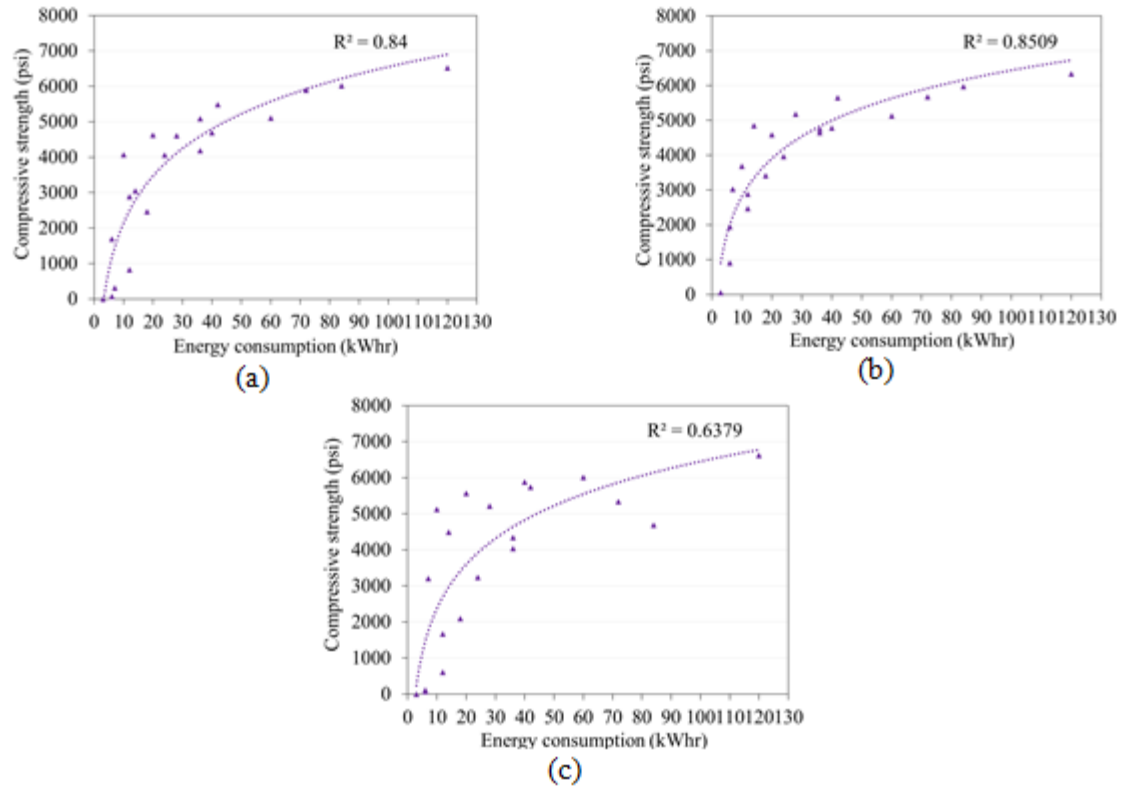 8000
7000
6000
5000
4000
3000
2000
1000
0
Compressive strength (psi)
R² = 0.84
0 10 20 30 40 50 60 70 80 90 100110120130
Energy consumption (kWhr)
(a)
8000
7000
6000
5000
4000
3000
2000
1000
0
Compressive strength (psi)
R² = 0.8509
0 10 20 30 40 50 60 70 80 90 100110120130
Energy consumption (kWhr)
(b)
8000
7000
6000
5000
4000
3000
2000
1000
0
Compressive strength (psi)
R² = 0.6379
0 10 20 30 40 50 60 70 80 90 100110120130
Energy consumption (kWhr)
(c)